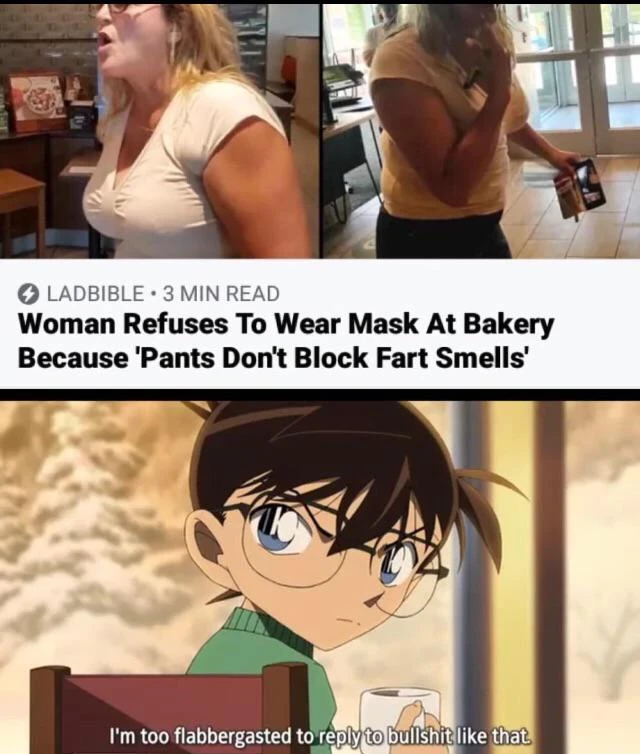 LADBIBLE • 3 MIN READ
Woman Refuses To Wear Mask At Bakery
Because 'Pants Don't Block Fart Smells'
I'm too flabbergasted to reply to bullshit like that.